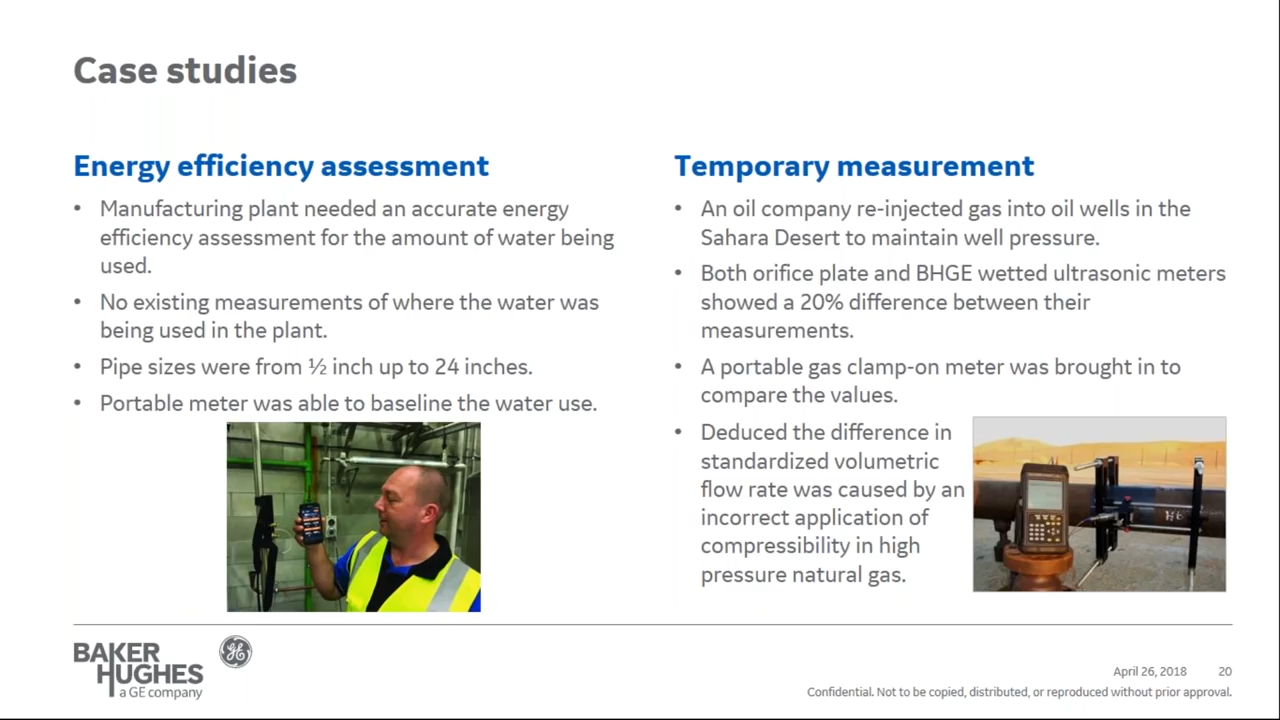 Case studies
Energy efficiency assessment
• Manufacturing plant needed an accurate energy
efficiency assessment for the amount of water being
used.
• No existing measurements of where the water was
being used in the plant.
• Pipe sizes were from ½ inch up to 24 inches.
• Portable meter was able to baseline the water use.
Temporary measurement
• An oil company re-injected gas into oil wells in the
Sahara Desert to maintain well pressure.
• Both orifice plate and BHGE wetted ultrasonic meters
showed a 20% difference between their
measurements.
• A portable gas clamp-on meter was brought in to
compare the values.
• Deduced the difference in
standardized volumetric
flow rate was caused by an
incorrect application of
compressibility in high
pressure natural gas.
BAKER
HUGHES
a GE company
GE
April 26, 2018 20
Confidential. Not to be copied, distributed, or reproduced without prior approval.